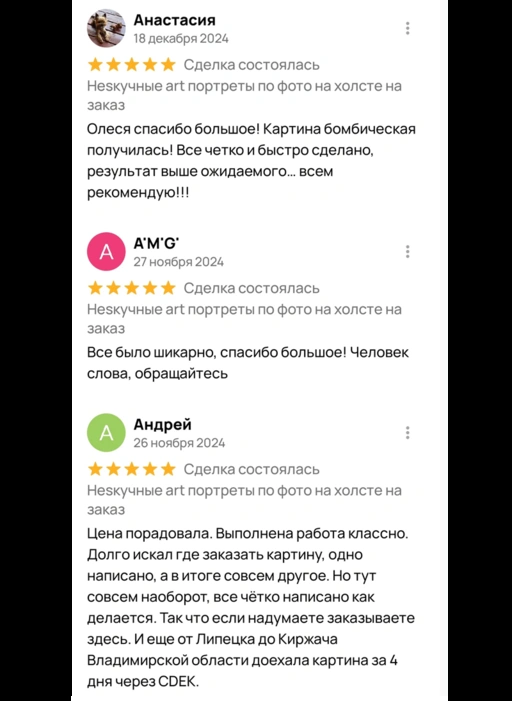 Анастасия
18 декабря 2024
Сделка состоялась
Неskучные art портреты по фото на холсте на
заказ
Олеся спасибо большое! Картина бомбическая
получилась! Все четко и быстро сделано,
результат выше ожидаемого... всем
рекомендую!!!
A
A'M'G'
27 ноября 2024
Сделка состоялась
Неskучные art портреты по фото на холсте на
заказ
Все было шикарно, спасибо большое! Человек
слова, обращайтесь
А
Андрей
26 ноября 2024
Сделка состоялась
Неskучные art портреты по фото на холсте на
заказ
Цена порадовала. Выполнена работа классно.
Долго искал где заказать картину, одно
написано, а в итоге совсем другое. Но тут
совсем наоборот, все чётко написано как
делается. Так что если надумаете заказываете
здесь. И еще от Липецка до Киржача
Владимирской области доехала картина за 4
дня через CDEK.